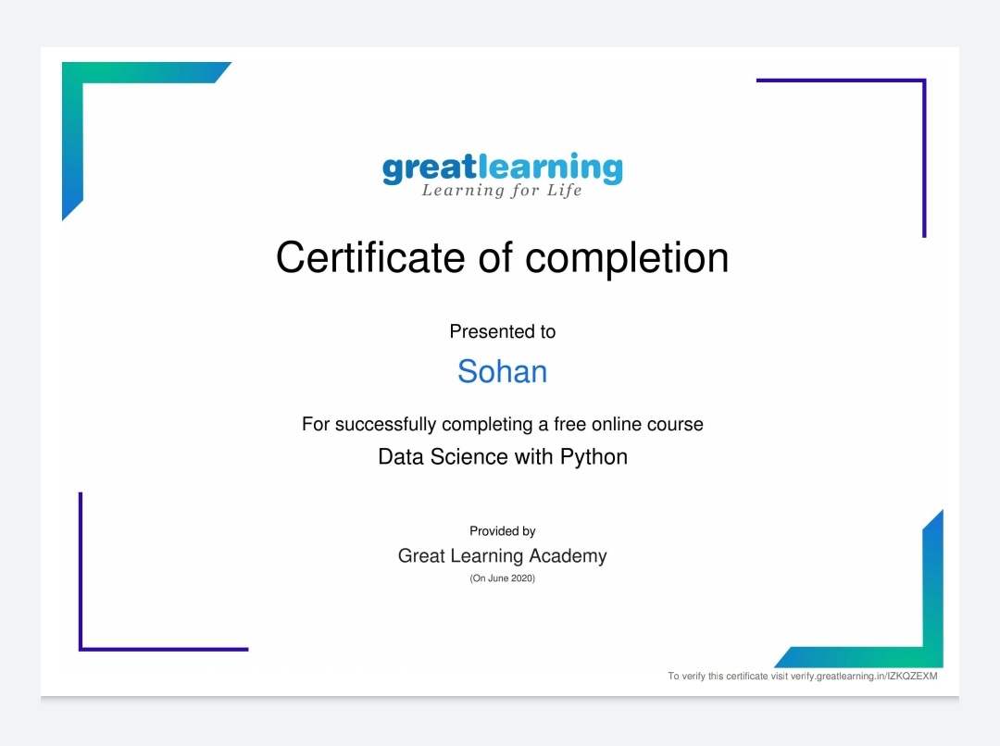 greatlearning
Learning for Life
Certificate of completion
Presented to
Sohan
For successfully completing a free online course
Data Science with Python
Provided by
Great Learning Academy
(On June 2020)
To verify this certificate visit verify.greatlearning.in/IZKQZEXM